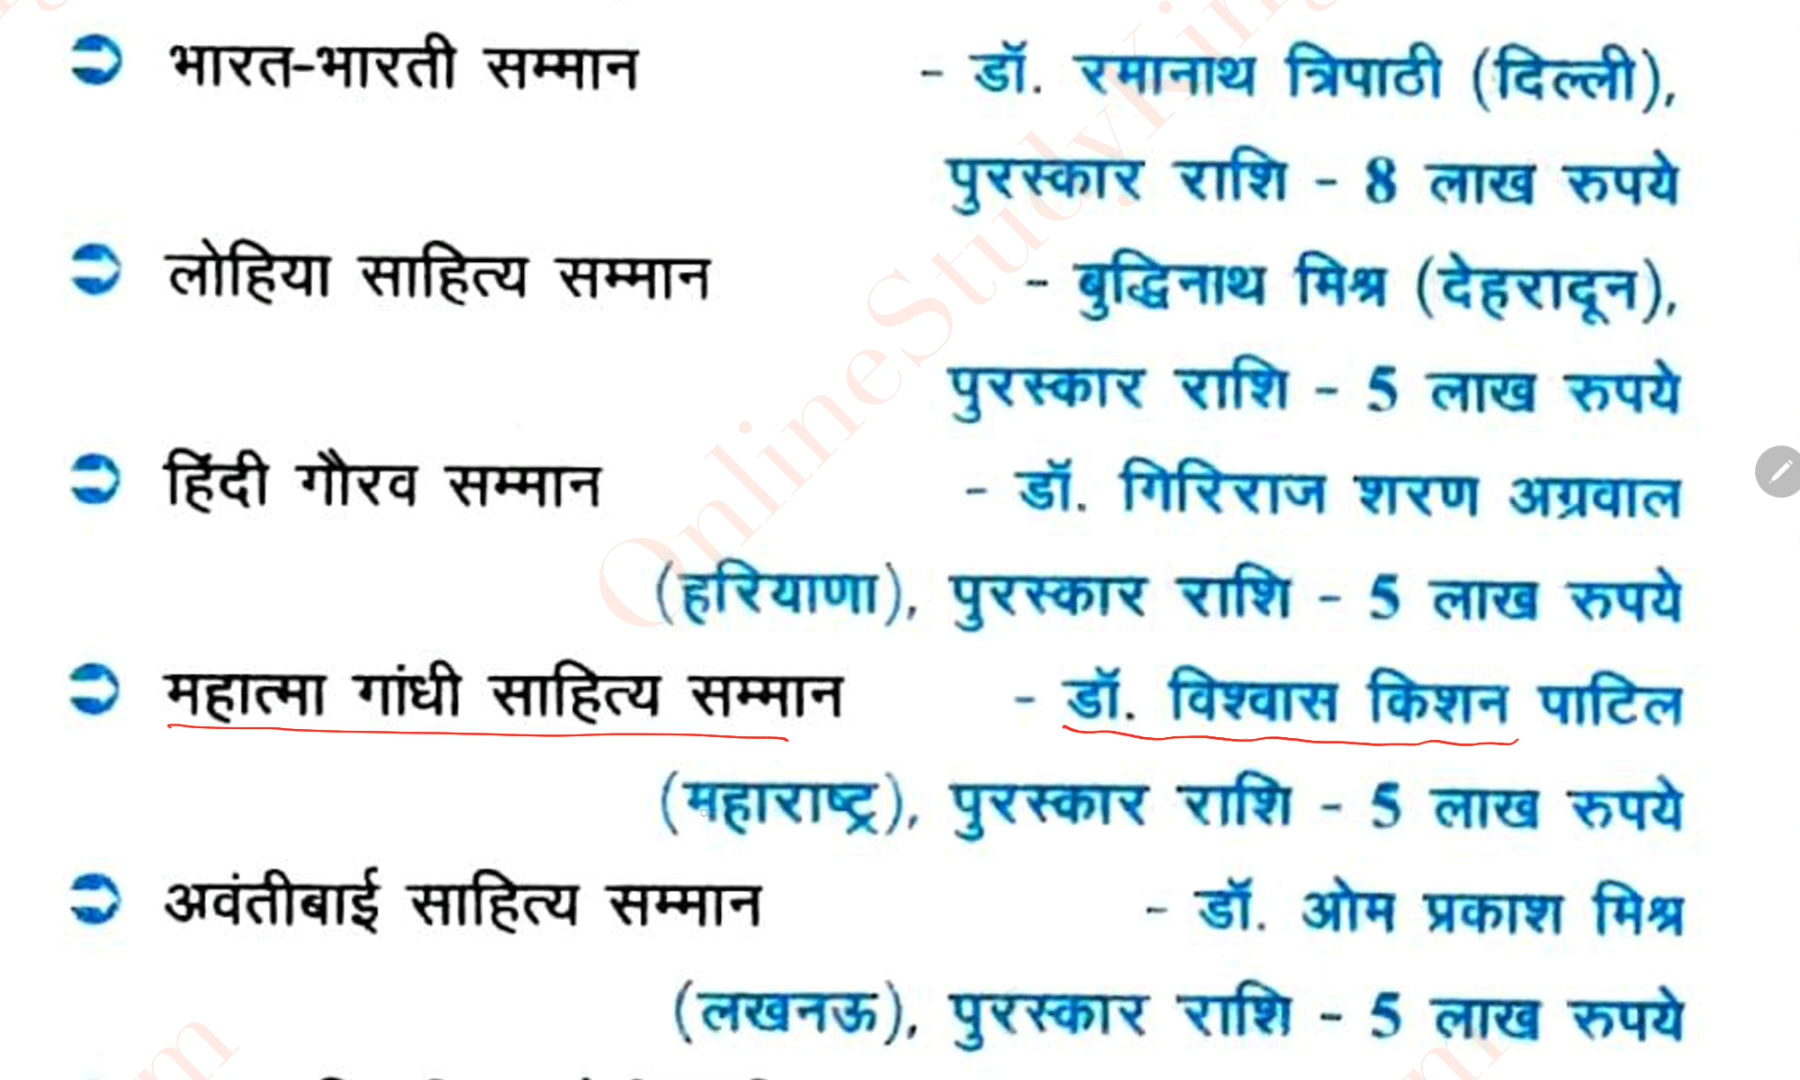 भारत-भारती सम्मान - डॉ. रमानाथ त्रिपाठी (दिल्ली),
पुरस्कार राशि - 8 लाख रुपये
लोहिया साहित्य सम्मान - बुद्धिनाथ मिश्र (देहरादून),
पुरस्कार राशि - 5 लाख रुपये
हिंदी गौरव सम्मान - डॉ. गिरिराज शरण अग्रवाल
(हरियाणा), पुरस्कार राशि - 5 लाख रुपये
महात्मा गांधी साहित्य सम्मान - डॉ. विश्वास किशन पाटिल
(महाराष्ट्र), पुरस्कार राशि - 5 लाख रुपये
अवंतीबाई साहित्य सम्मान - डॉ. ओम प्रकाश मिश्र
(लखनऊ), पुरस्कार राशि - 5 लाख रुपये
OnlineStudyKing